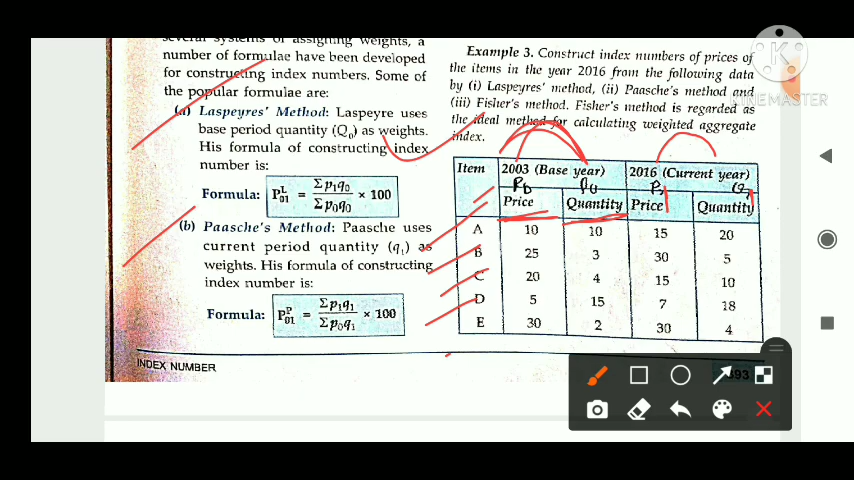 several systems of assigning weights, a
number of formulae have been developed
for constructing index numbers. Some of
the popular formulae are:
(a) Laspeyres' Method: Laspeyre uses
base period quantity (Q₀) as weights.
His formula of constructing index
number is:
Formula: P₀₁ᴸ = Σp₁q₀ / Σp₀q₀ × 100
(b) Paasche's Method: Paasche uses
current period quantity (q₁) as
weights. His formula of constructing
index number is:
Formula: P₀₁ᴾ = Σp₁q₁ / Σp₀q₁ × 100
INDEX NUMBER
Example 3. Construct index numbers of prices of
the items in the year 2016 from the following data
by (i) Laspeyres' method, (ii) Paasche's method and
(iii) Fisher's method. Fisher's method is regarded as
the ideal method for calculating weighted aggregate
index.
Item 2003 (Base year) 2016 (Current year)
Price Quantity Price Quantity
A 10 10 15 20
B 25 3 30 5
C 20 4 15 10
D 5 15 7 18
E 30 2 30 4
K
KINEMASTER